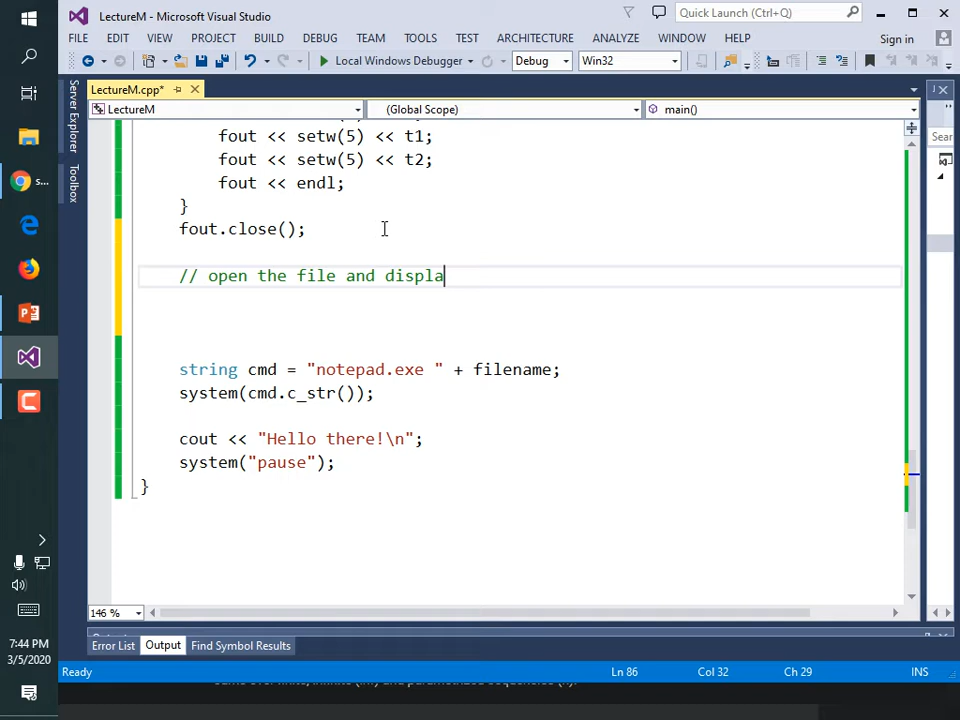 LectureM - Microsoft Visual Studio
Quick Launch (Ctrl+Q)
FILE EDIT VIEW PROJECT BUILD DEBUG TEAM TOOLS TEST ARCHITECTURE ANALYZE WINDOW HELP Sign in
Local Windows Debugger Debug Win32
LectureM.cpp*
LectureM (Global Scope) main()
Server Explorer
Toolbox
Sear
s...
fout << setw(5) << t1;
fout << setw(5) << t2;
fout << endl;
}
fout.close();
// open the file and displa
string cmd = "notepad.exe " + filename;
system(cmd.c_str());
cout << "Hello there!\n";
system("pause");
}
146 %
Error List Output Find Symbol Results
Ready Ln 86 Col 32 Ch 29 INS
7:44 PM
3/5/2020